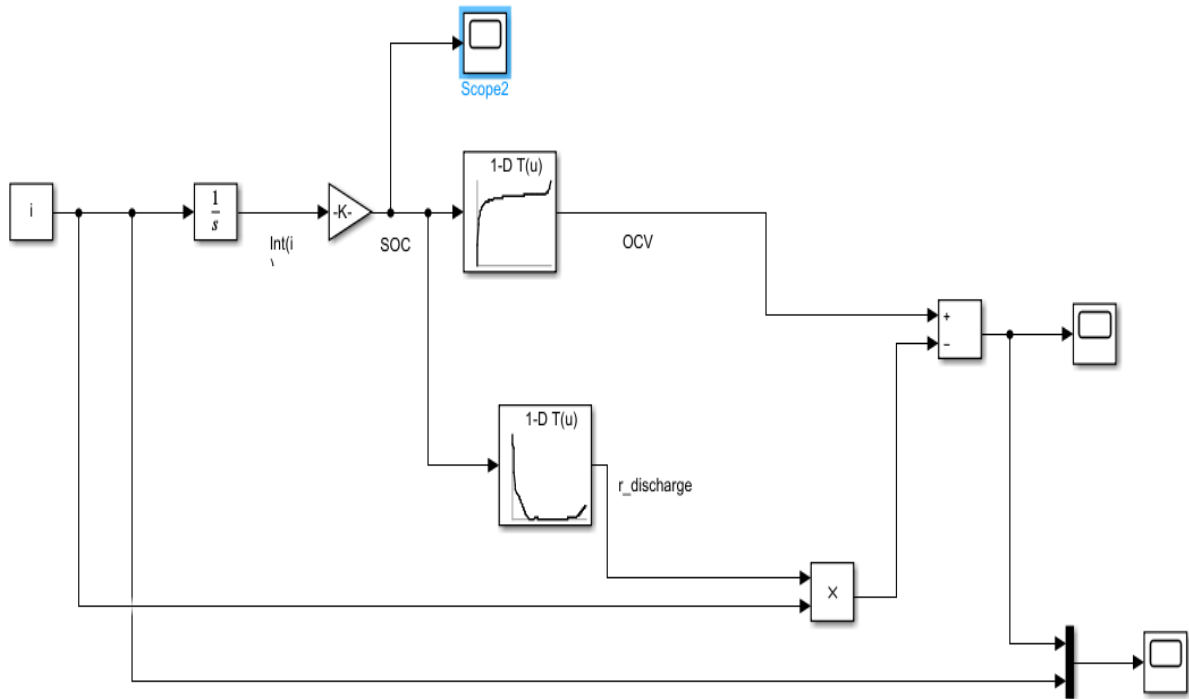 Scope2
1-D T(u)
i
1
s
Int(i
\
-K-
SOC
OCV
+
−
1-D T(u)
r_discharge
×